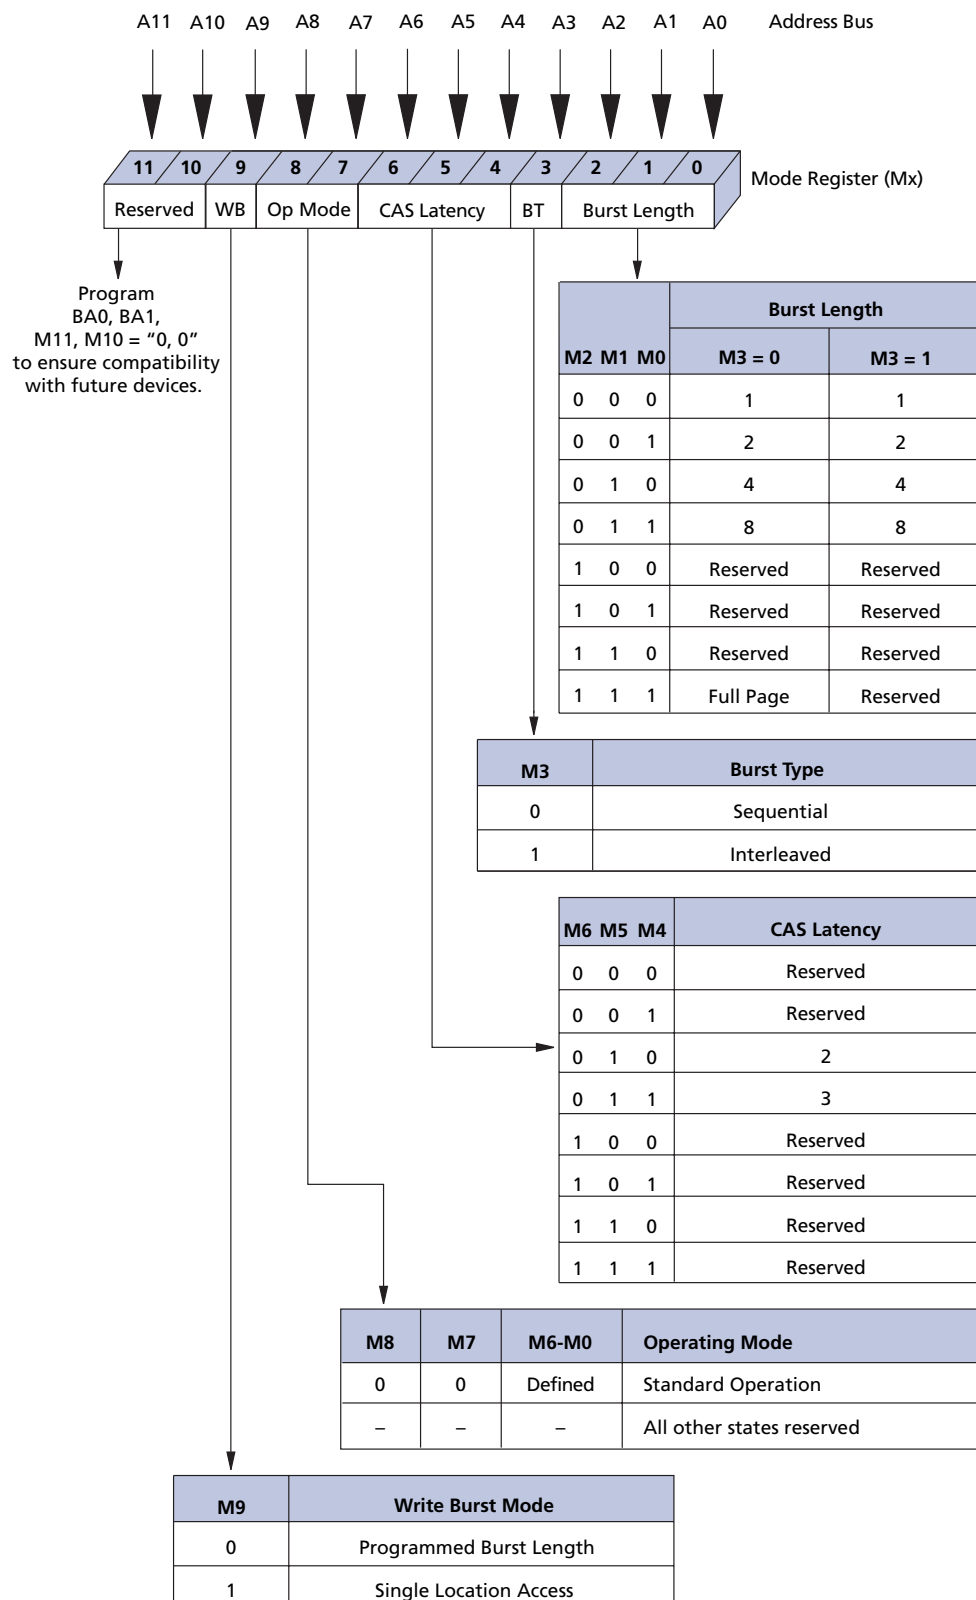 A11 A10 A9 A8 A7 A6 A5 A4 A3 A2 A1 A0 Address Bus
11 10 9 8 7 6 5 4 3 2 1 0
Mode Register (Mx)
Reserved WB Op Mode CAS Latency BT Burst Length
Program
BA0, BA1,
M11, M10 = “0, 0”
to ensure compatibility
with future devices.
Burst Length
M2 M1 M0 M3 = 0 M3 = 1
0 0 0 1 1
0 0 1 2 2
0 1 0 4 4
0 1 1 8 8
1 0 0 Reserved Reserved
1 0 1 Reserved Reserved
1 1 0 Reserved Reserved
1 1 1 Full Page Reserved
M3 Burst Type
0 Sequential
1 Interleaved
M6 M5 M4 CAS Latency
0 0 0 Reserved
0 0 1 Reserved
0 1 0 2
0 1 1 3
1 0 0 Reserved
1 0 1 Reserved
1 1 0 Reserved
1 1 1 Reserved
M8 M7 M6-M0 Operating Mode
0 0 Defined Standard Operation
– – – All other states reserved
M9 Write Burst Mode
0 Programmed Burst Length
1 Single Location Access